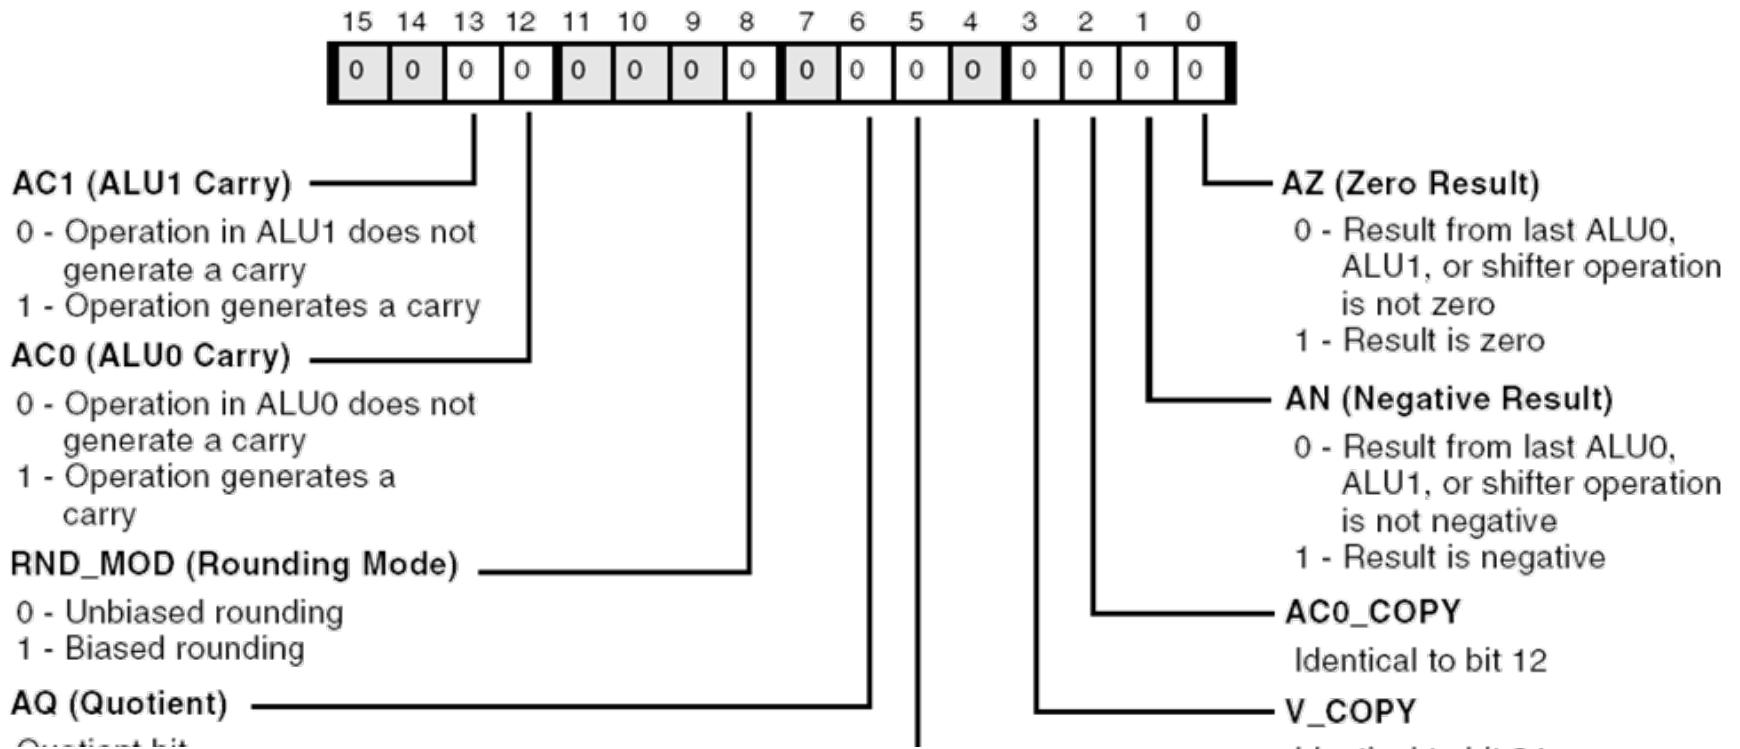 15 14 13 12 11 10 9 8 7 6 5 4 3 2 1 0
0 0 0 0 0 0 0 0 0 0 0 0 0 0 0 0
AC1 (ALU1 Carry)
0 - Operation in ALU1 does not
generate a carry
1 - Operation generates a carry
AC0 (ALU0 Carry)
0 - Operation in ALU0 does not
generate a carry
1 - Operation generates a
carry
RND_MOD (Rounding Mode)
0 - Unbiased rounding
1 - Biased rounding
AQ (Quotient)
Quotient bit
AZ (Zero Result)
0 - Result from last ALU0,
ALU1, or shifter operation
is not zero
1 - Result is zero
AN (Negative Result)
0 - Result from last ALU0,
ALU1, or shifter operation
is not negative
1 - Result is negative
AC0_COPY
Identical to bit 12
V_COPY
Identical to bit